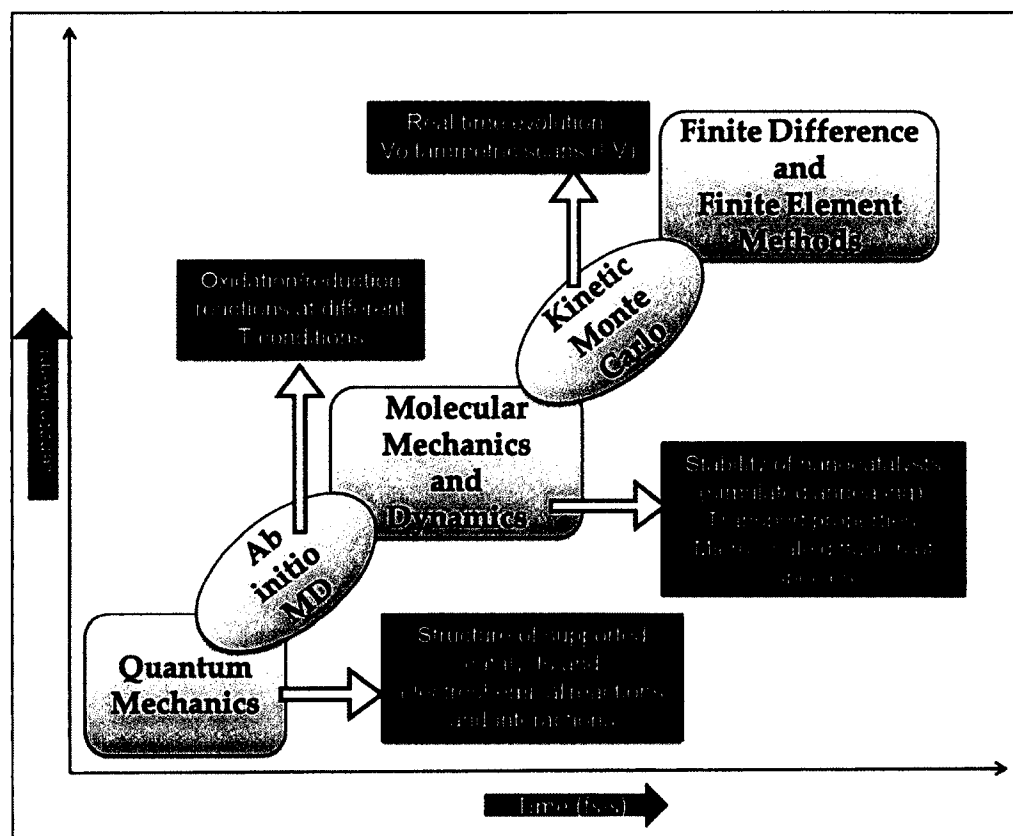 Real time evolution
scans
Finite Difference
and
Finite Element
Methods
Kinetic
Monte
Carlo
Oxidation/reduction
reactions at different
T conditions
Molecular
Mechanics
and
Dynamics
Stability of nanocatalysts
Transport properties
Ab
initio
MD
Structure of supported
and
reactions
and interactions
Quantum
Mechanics
Time (fs-s)